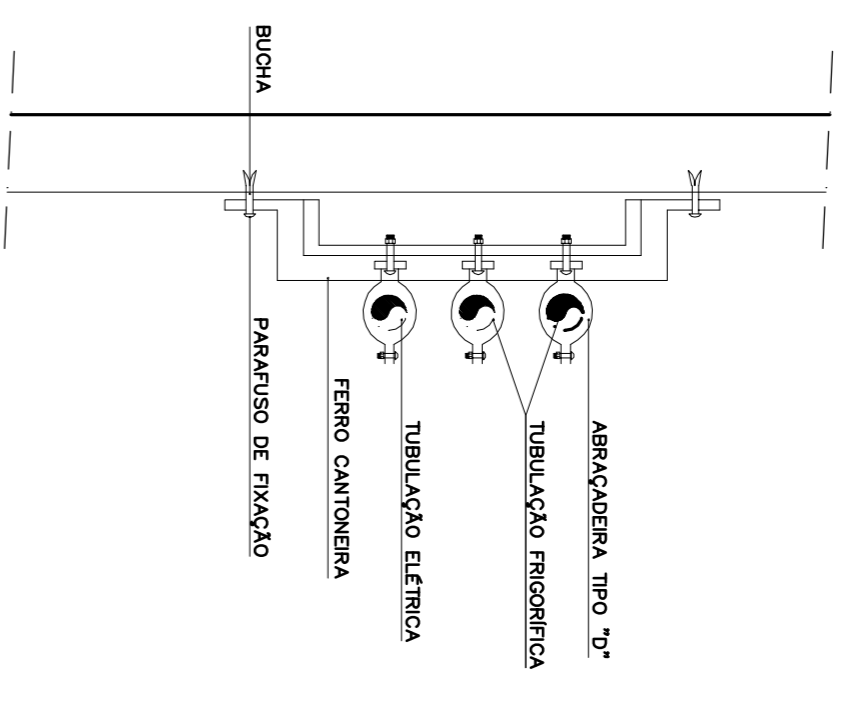 BUCHA
PARAFUSO DE FIXAÇÃO
FERRO CANTONEIRA
TUBULAÇÃO ELÉTRICA
TUBULAÇÃO FRIGORÍFICA
ABRAÇADEIRA TIPO "D"